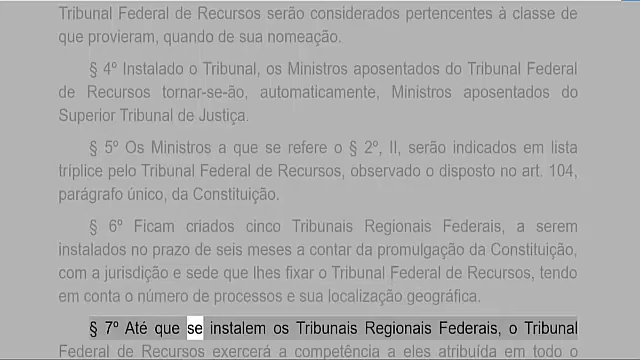 Tribunal Federal de Recursos serão considerados pertencentes à classe de
que provieram, quando de sua nomeação.
§ 4º Instalado o Tribunal, os Ministros aposentados do Tribunal Federal
de Recursos tornar-se-ão, automaticamente, Ministros aposentados do
Superior Tribunal de Justiça.
§ 5º Os Ministros a que se refere o § 2º, II, serão indicados em lista
tríplice pelo Tribunal Federal de Recursos, observado o disposto no art. 104,
parágrafo único, da Constituição.
§ 6º Ficam criados cinco Tribunais Regionais Federais, a serem
instalados no prazo de seis meses a contar da promulgação da Constituição,
com a jurisdição e sede que lhes fixar o Tribunal Federal de Recursos, tendo
em conta o número de processos e sua localização geográfica.
§ 7º Até que se instalem os Tribunais Regionais Federais, o Tribunal
Federal de Recursos exercerá a competência a eles atribuída em todo o